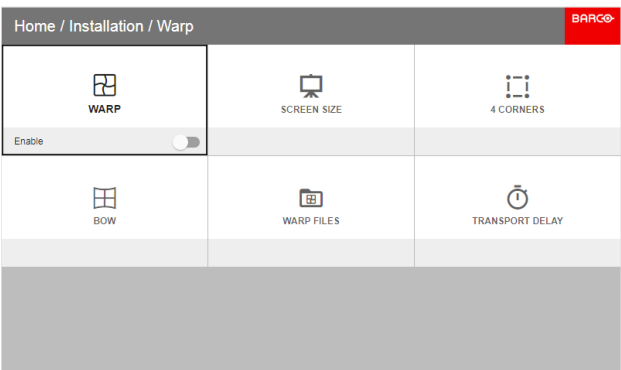 Home / Installation / Warp
BARCO
WARP
SCREEN SIZE
4 CORNERS
Enable
BOW
WARP FILES
TRANSPORT DELAY